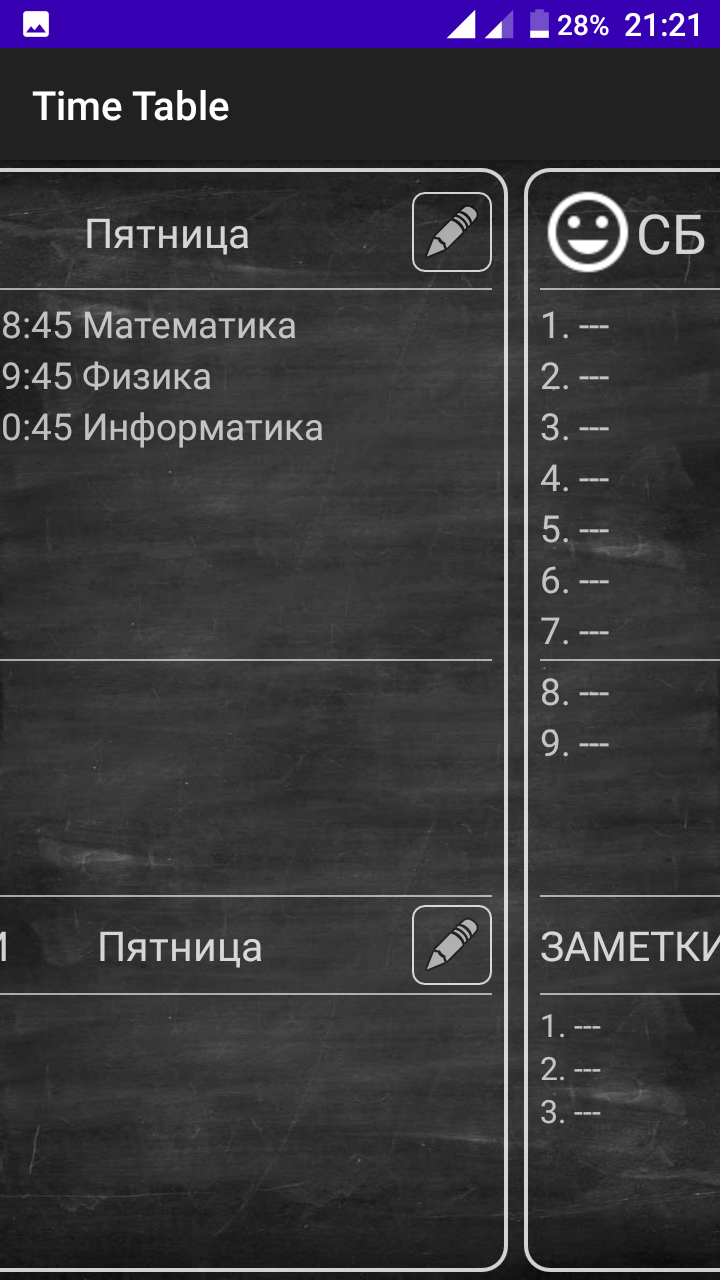 28% 21:21
Time Table
Пятница
8:45 Математика
9:45 Физика
0:45 Информатика
И Пятница
СБ
1. ---
2. ---
3. ---
4. ---
5. ---
6. ---
7. ---
8. ---
9. ---
ЗАМЕТКИ
1. ---
2. ---
3. ---